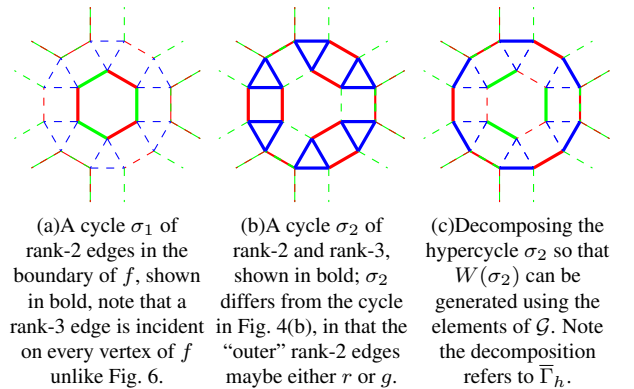 (a)A cycle σ₁ of
rank-2 edges in the
boundary of f, shown
in bold, note that a
rank-3 edge is incident
on every vertex of f
unlike Fig. 6.
(b)A cycle σ₂ of
rank-2 and rank-3,
shown in bold; σ₂
differs from the cycle
in Fig. 4(b), in that the
“outer” rank-2 edges
maybe either r or g.
(c)Decomposing the
hypercycle σ₂ so that
W(σ₂) can be
generated using the
elements of 𝒢. Note
the decomposition
refers to Γ̅ₕ.